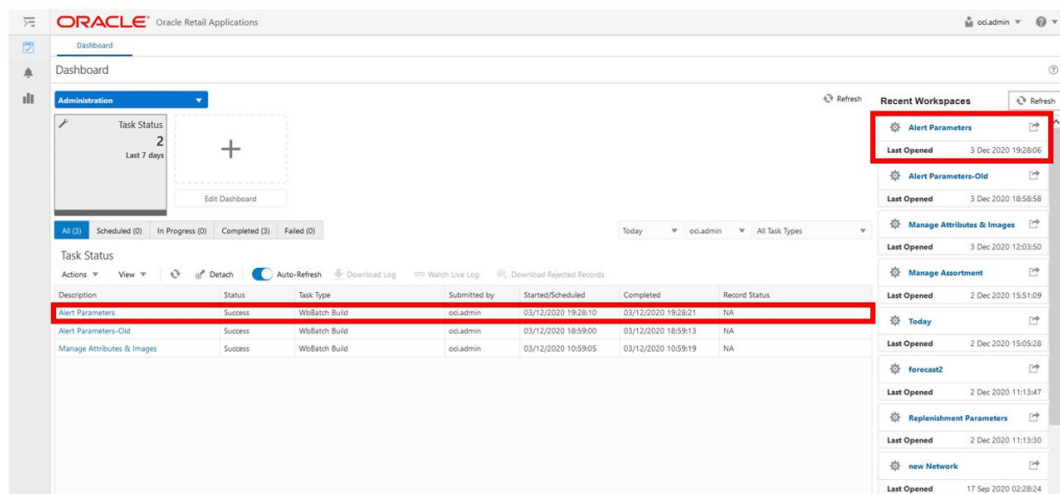 ORACLE Oracle Retail Applications
oci.admin
Dashboard
Dashboard
Administration
Refresh
Task Status
2
Last 7 days
+
Edit Dashboard
All (3) Scheduled (0) In Progress (0) Completed (3) Failed (0)
Today oci.admin All Task Types
Task Status
Actions View Detach Auto-Refresh Download Log Watch Live Log Download Rejected Records
Description Status Task Type Submitted by Started/Scheduled Completed Record Status
Alert Parameters Success WbBatch Build oci.admin 03/12/2020 19:28:10 03/12/2020 19:28:21 NA
Alert Parameters-Old Success WbBatch Build oci.admin 03/12/2020 18:59:00 03/12/2020 18:59:13 NA
Manage Attributes & Images Success WbBatch Build oci.admin 03/12/2020 10:59:05 03/12/2020 10:59:19 NA
Recent Workspaces Refresh
Alert Parameters
Last Opened 3 Dec 2020 19:28:06
Alert Parameters-Old
Last Opened 3 Dec 2020 18:58:58
Manage Attributes & Images
Last Opened 3 Dec 2020 12:03:50
Manage Assortment
Last Opened 2 Dec 2020 15:51:09
Today
Last Opened 2 Dec 2020 15:05:28
forecast2
Last Opened 2 Dec 2020 11:13:47
Replenishment Parameters
Last Opened 2 Dec 2020 11:13:30
new Network
Last Opened 17 Sep 2020 02:28:24